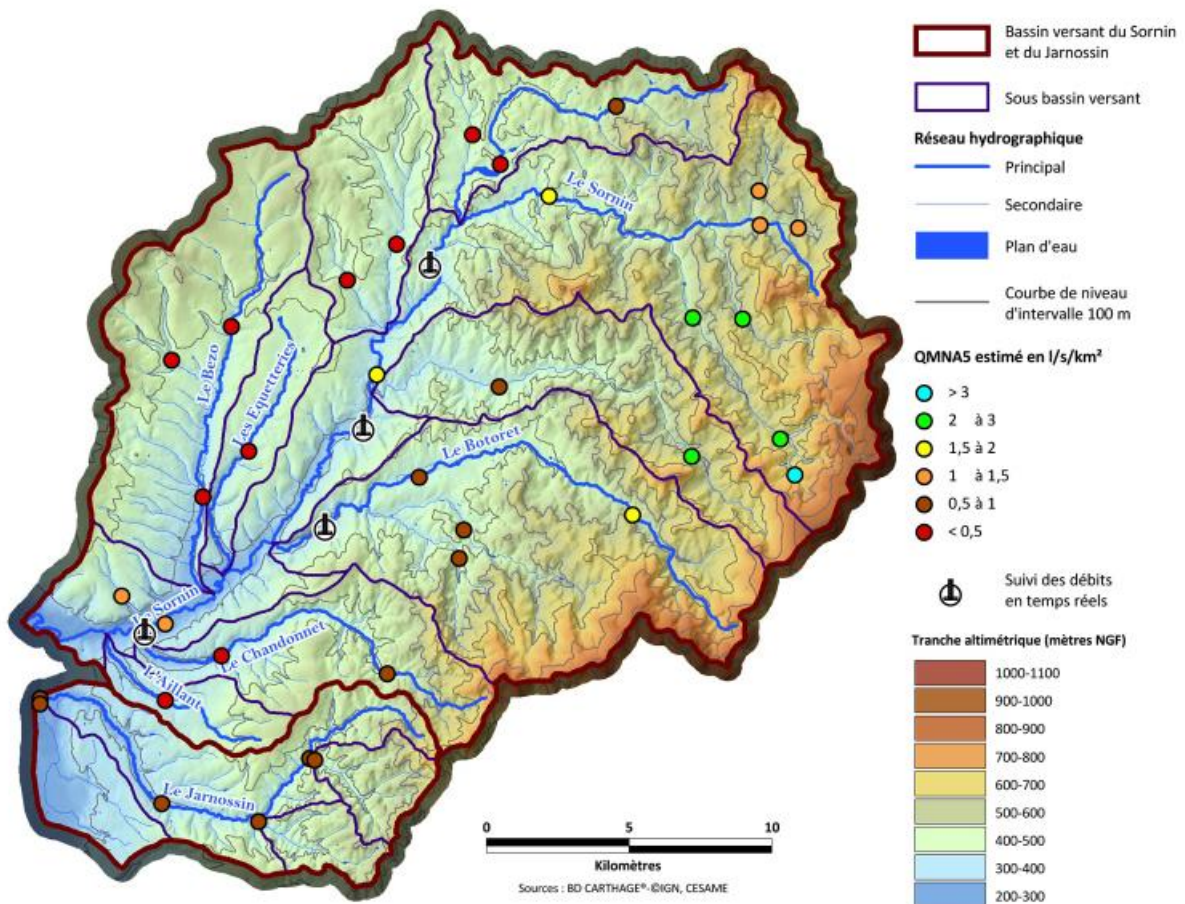 Bassin versant du Sornin
et du Jarnossin
Sous bassin versant
Réseau hydrographique
Principal
Secondaire
Plan d'eau
Courbe de niveau
d'intervalle 100 m
QMNA5 estimé en l/s/km²
> 3
2 à 3
1,5 à 2
1 à 1,5
0,5 à 1
< 0,5
Suivi des débits
en temps réels
Tranche altimétrique (mètres NGF)
1000-1100
900-1000
800-900
700-800
600-700
500-600
400-500
300-400
200-300
Le Sornin
Le Bezo
Les Equetteries
Le Botoret
Le Sornin
Le Chandonnet
L'Aillant
Le Jarnossin
0 5 10
Kilomètres
Sources : BD CARTHAGE®-©IGN, CESAME